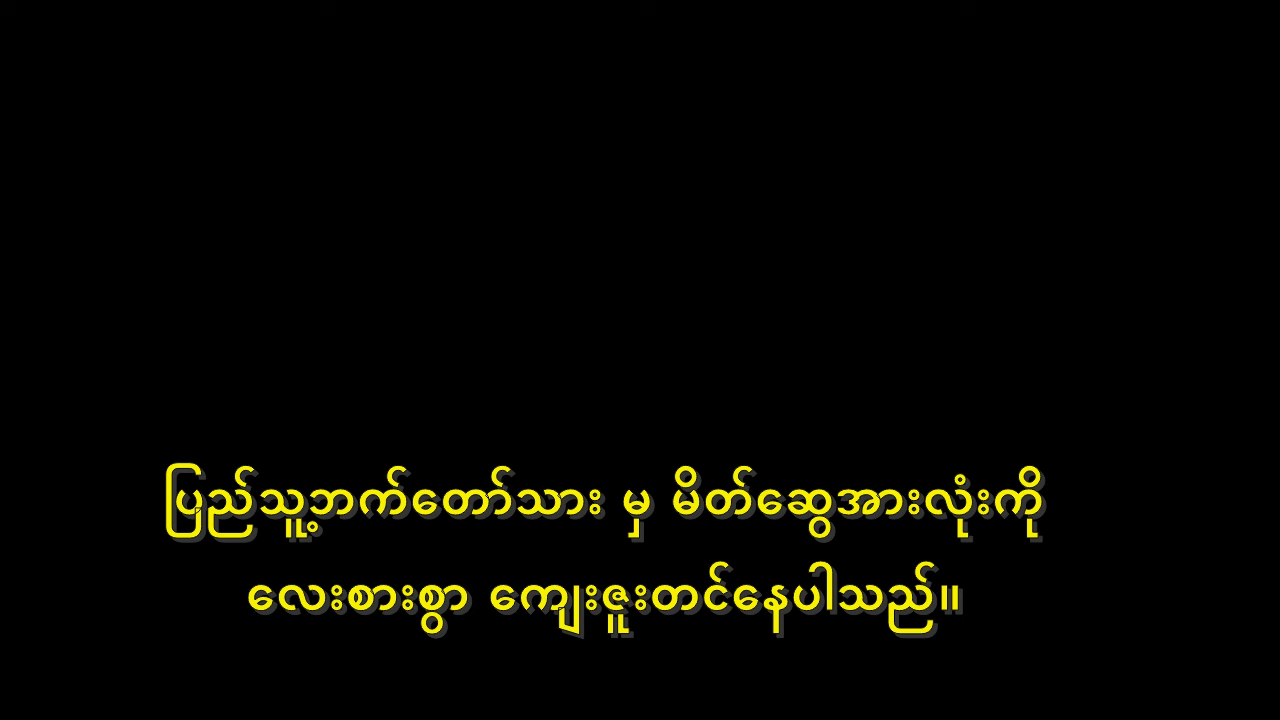 ပြည်သူ့ဘက်တော်သား မှ မိတ်ဆွေအားလုံးကို
လေးစားစွာ ကျေးဇူးတင်နေပါသည်။